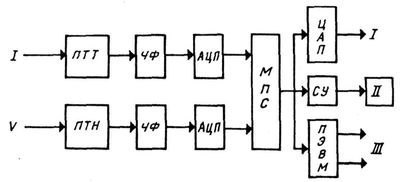 I ПТТ ЧФ АЦП
V ПТН ЧФ АЦП
МПС
ЦАП I
СУ II
ПЭВМ III